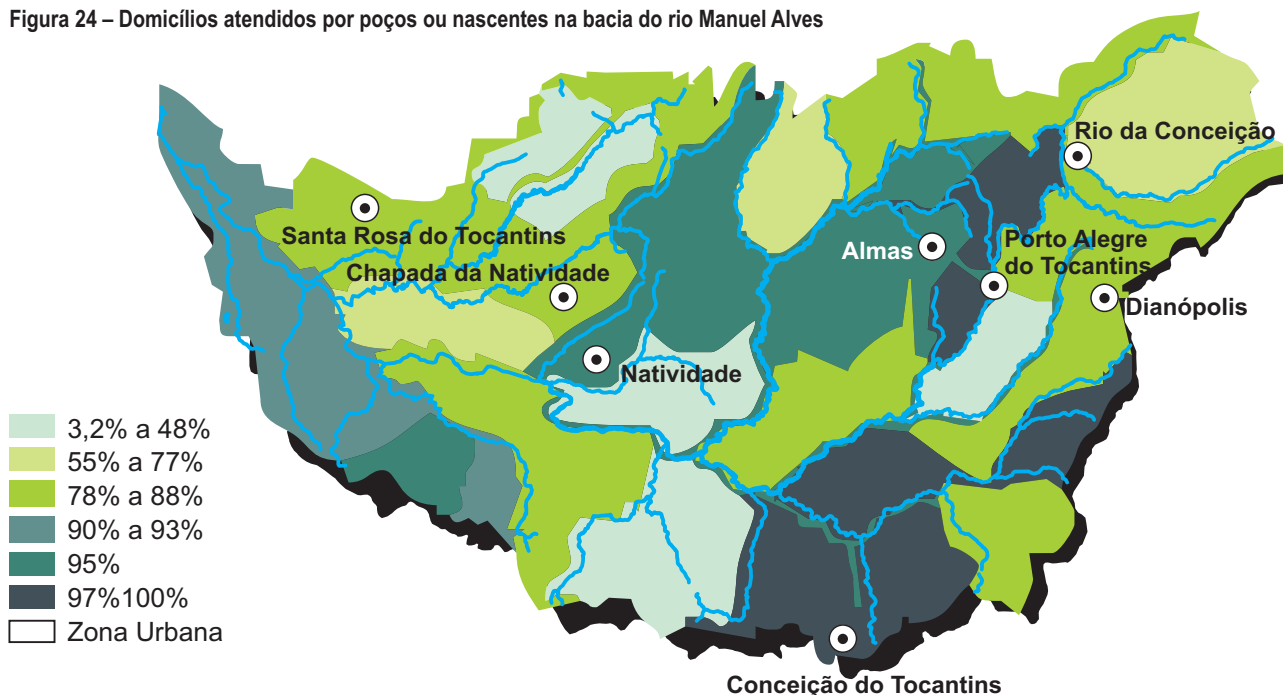 Figura 24 – Domicílios atendidos por poços ou nascentes na bacia do rio Manuel Alves
Rio da Conceição
Santa Rosa do Tocantins
Almas
Porto Alegre
do Tocantins
Chapada da Natividade
Dianópolis
Natividade
3,2% a 48%
55% a 77%
78% a 88%
90% a 93%
95%
97%100%
Zona Urbana
Conceição do Tocantins